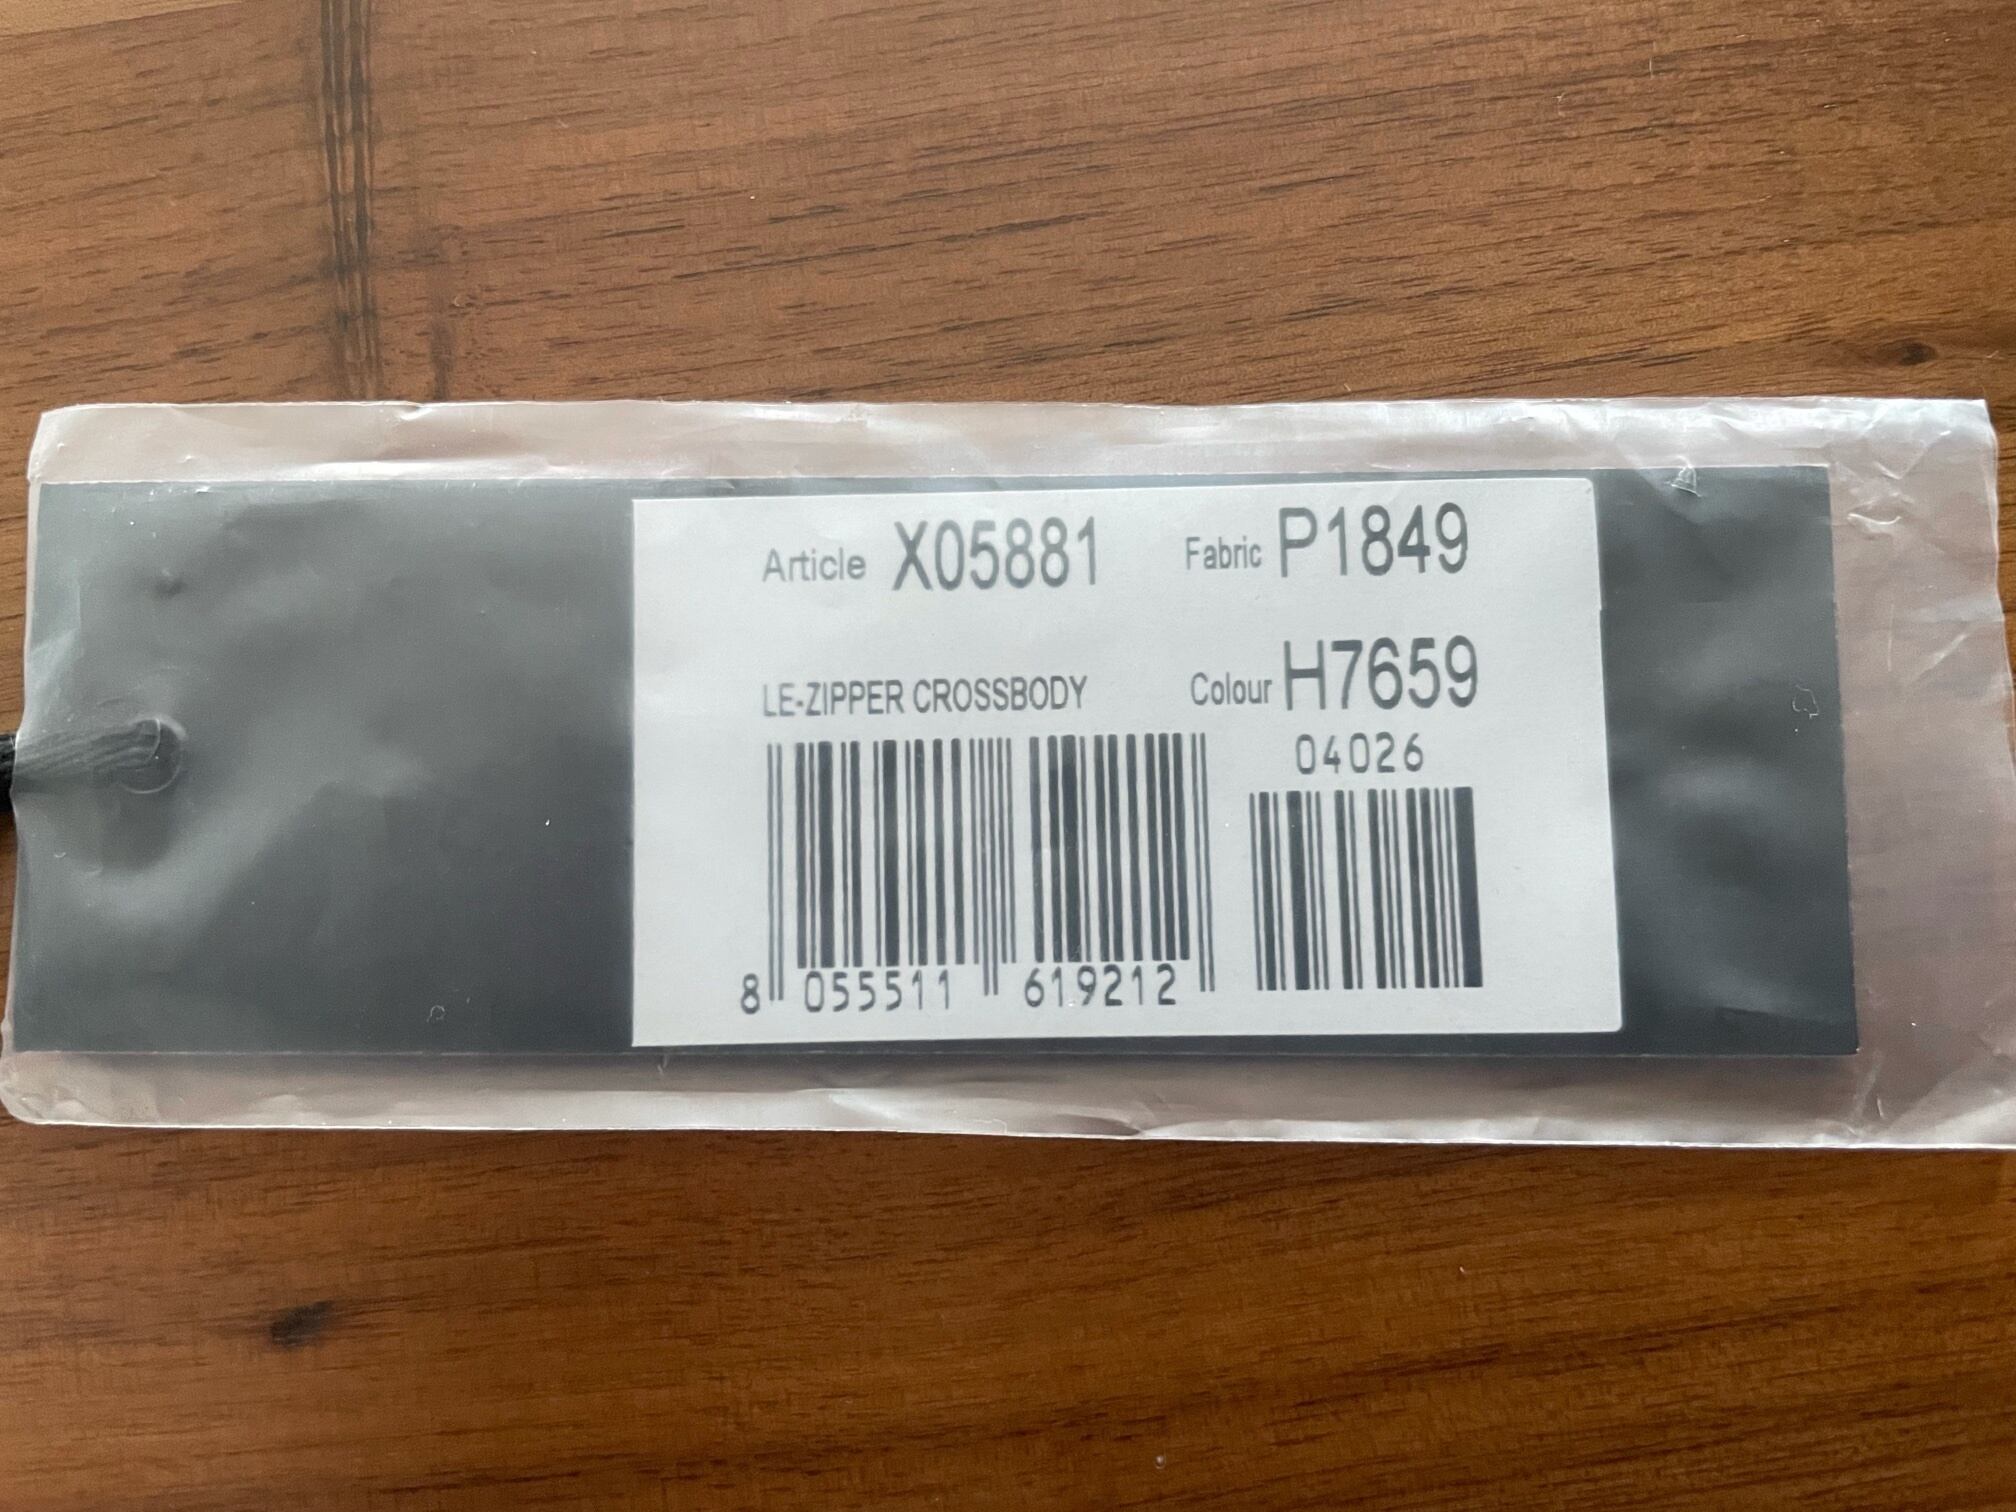 Article X05881 Fabric P1849
LE-ZIPPER CROSSBODY Colour H7659
04026
8 055511 619212